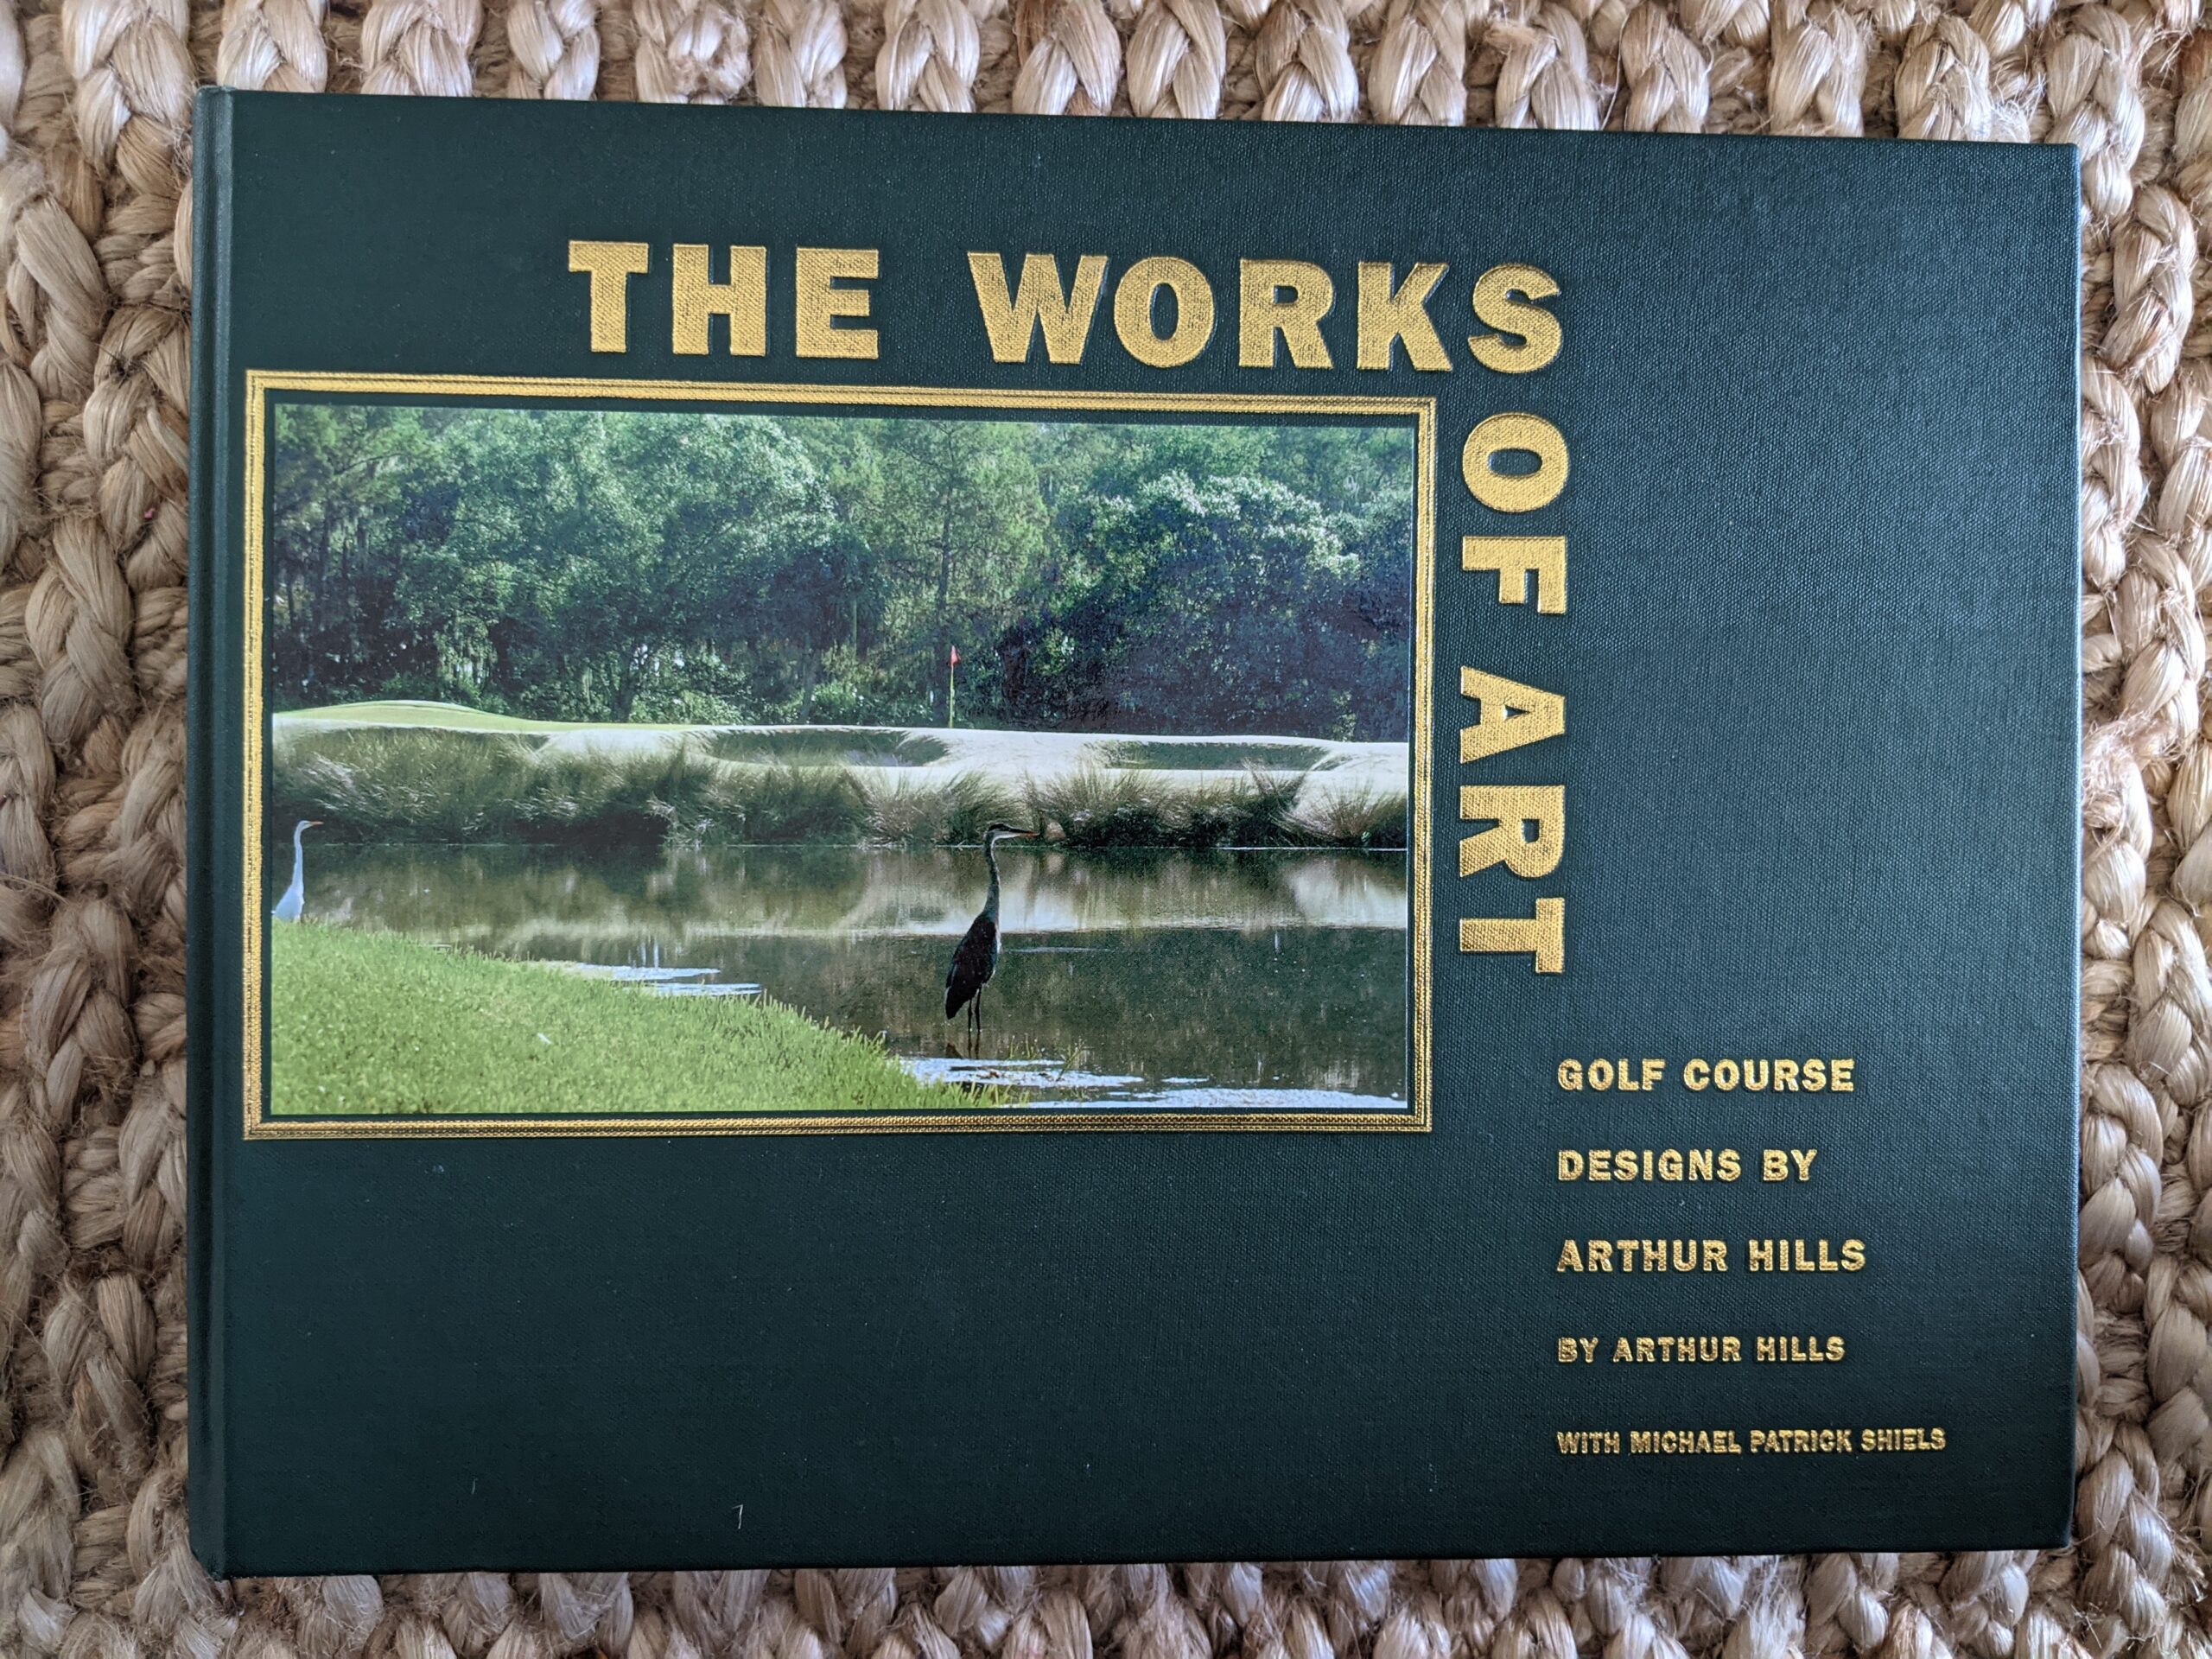 THE WORKS
OF ART
GOLF COURSE
DESIGNS BY
ARTHUR HILLS
BY ARTHUR HILLS
WITH MICHAEL PATRICK SHIELS